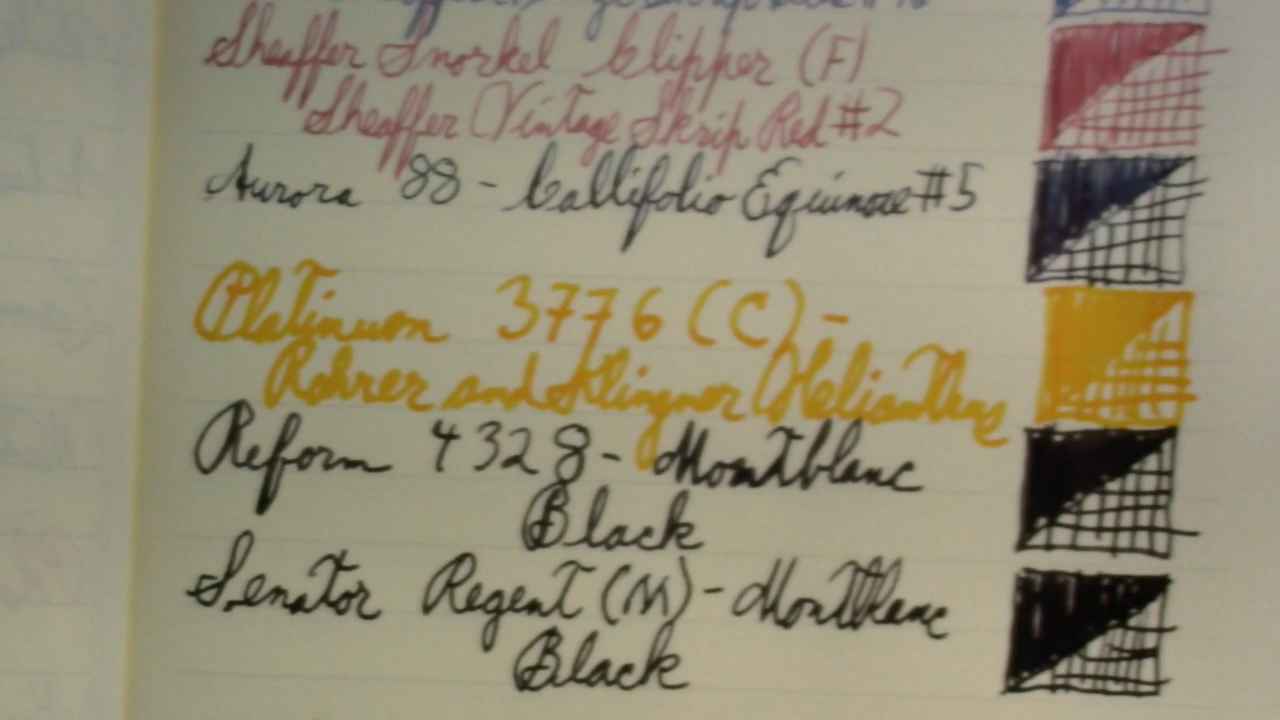 Sheaffer Snorkel Clipper (F)
Sheaffer Vintage Skrip Red #2
Aurora 88 - Callifolio Equinoxe #5
Platinum 3776 (C) -
Rohrer and Klingner Helianthus
Reform 4328 - Montblanc
Black
Senator Regent (M) - Montblanc
Black